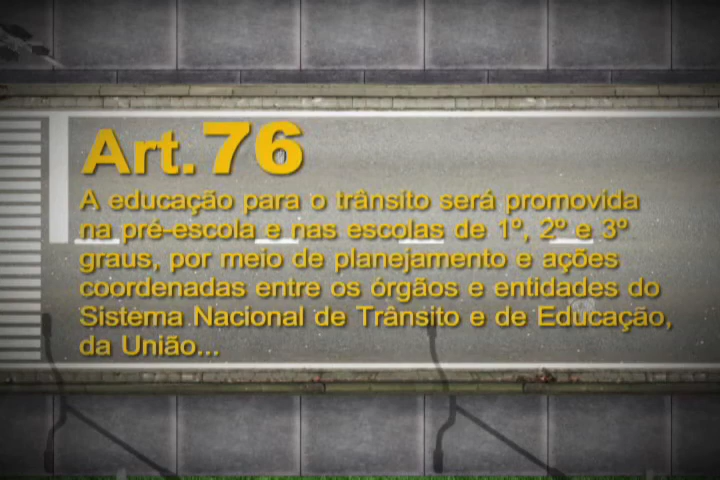 Art.76
A educação para o trânsito será promovida
na pré-escola e nas escolas de 1º, 2º e 3º
graus, por meio de planejamento e ações
coordenadas entre os órgãos e entidades do
Sistema Nacional de Trânsito e de Educação,
da União...